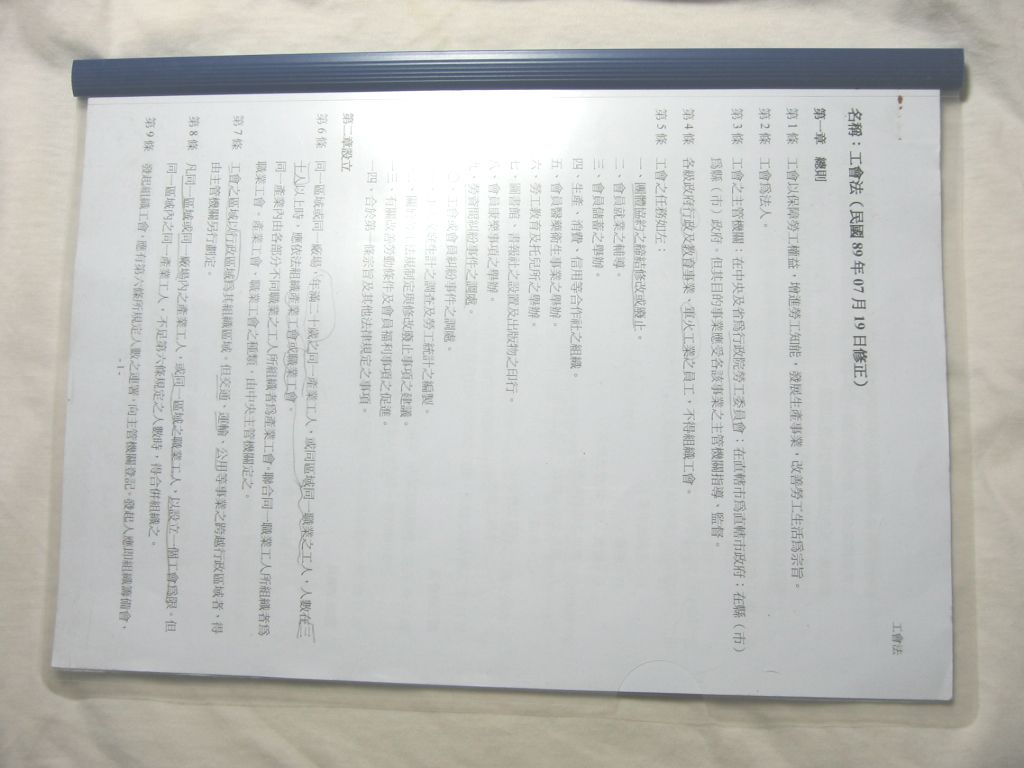 工會法
名稱：工會法（民國 89 年 07 月 19 日修正）
第一章 總則
第 1 條 工會以保障勞工權益，增進勞工知能，發展生產事業，改善勞工生活為宗旨。
第 2 條 工會為法人。
第 3 條 工會之主管機關：在中央及省為行政院勞工委員會；在直轄市為直轄市政府；在縣（市）
為縣（市）政府。但其目的事業應受各該事業之主管機關指導、監督。
第 4 條 各級政府行政及教育事業、軍火工業之員工，不得組織工會。
第 5 條 工會之任務如左：
一、團體協約之締結修改或廢止。
二、會員就業之輔導。
三、會員儲蓄之舉辦。
四、生產、消費、信用等合作社之組織。
五、會員醫藥衛生事業之舉辦。
六、勞工教育及托兒所之舉辦。
七、圖書館、書報社之設置及出版物之印行。
八、會員康樂事項之舉辦。
九、勞資間糾紛事件之調處。
一〇、工會或會員糾紛事件之調處。
計之調查及勞工統計之編製。
法規制定與修改廢止事項之建議。
一三、有關改善勞動條件及會員福利事項之促進。
一四、合於第一條宗旨及其他法律規定之事項。
第二章設立
第 6 條 同一區域或同一廠場，年滿二十歲之同一產業工人，或同區域同一職業之工人，人數在三
十人以上時，應依法組織產業工會或職業工會。
同一產業內由各部分不同職業之工人所組織者為產業工會。聯合同一職業工人所組織者為
職業工會。產業工會、職業工會之種類，由中央主管機關定之。
第 7 條 工會之區域以行政區域為其組織區域。但交通、運輸、公用等事業之跨越行政區域者，得
由主管機關另行劃定。
第 8 條 凡同一區域或同一廠場內之產業工人，或同一區域之職業工人，以設立一個工會為限。但
同一區域內之同一產業工人，不足第六條規定之人數時，得合併組織之。
第 9 條 發起組織工會，應有第六條所規定人數之連署，向主管機關登記。發起人應即組織籌備會，
-1-